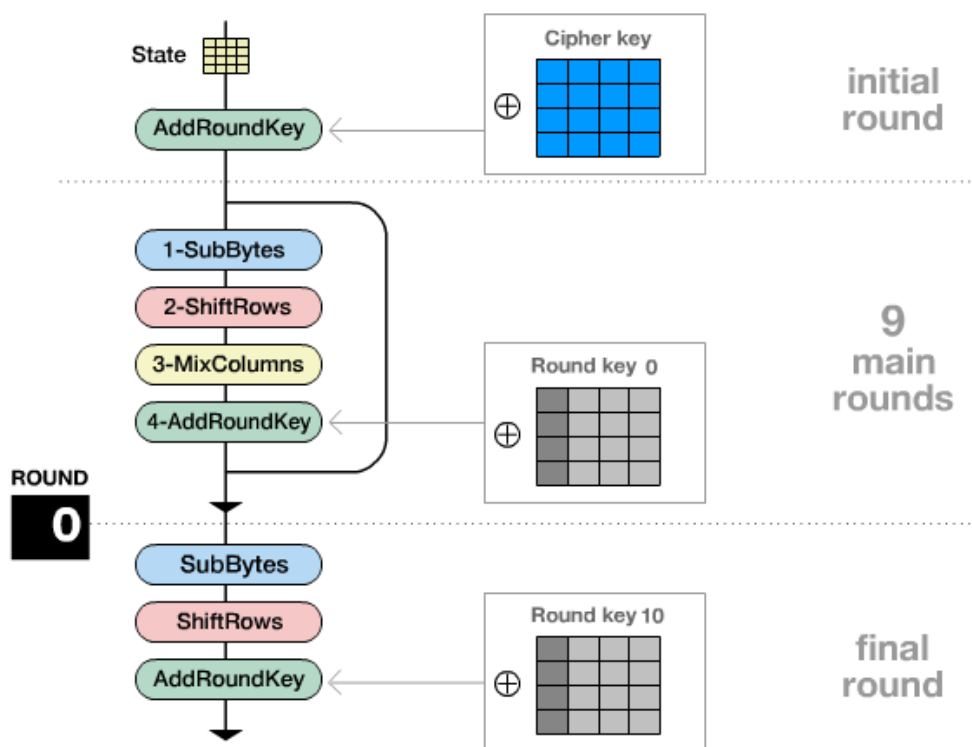 State
Cipher key
AddRoundKey
initial
round
1-SubBytes
2-ShiftRows
3-MixColumns
4-AddRoundKey
Round key 0
9
main
rounds
ROUND
0
SubBytes
ShiftRows
AddRoundKey
Round key 10
final
round